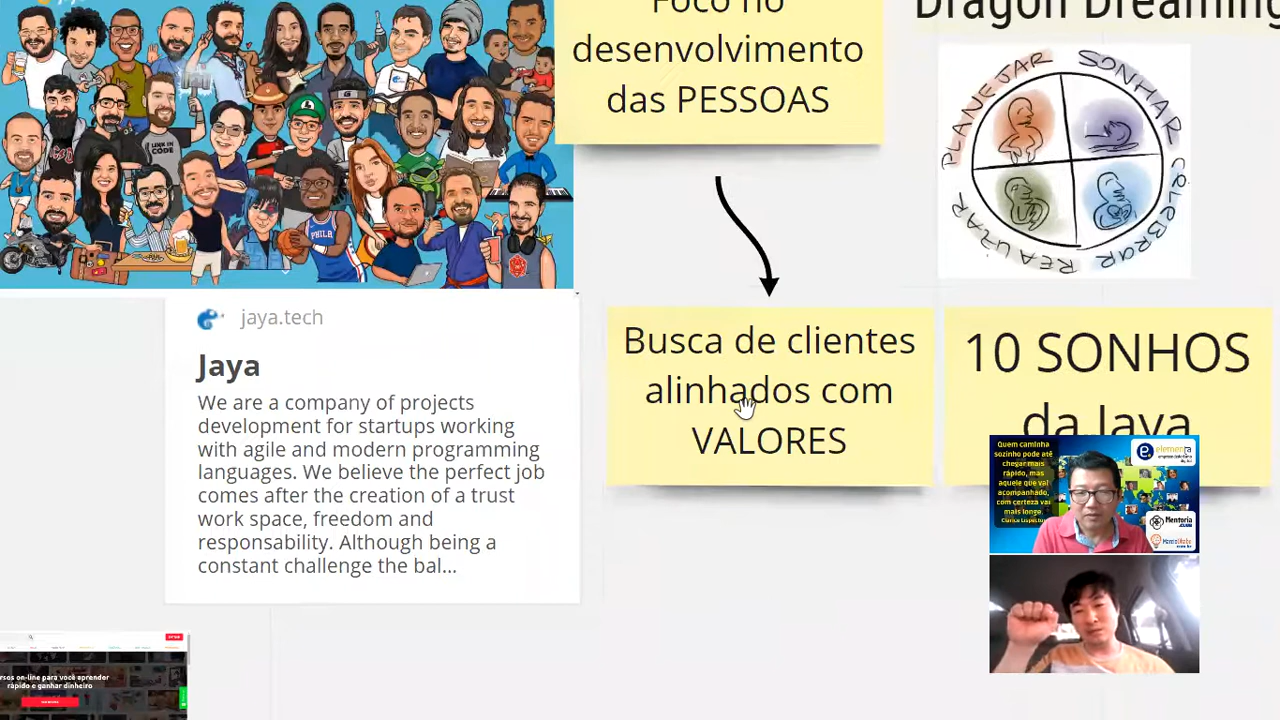 Foco no
desenvolvimento
das PESSOAS
Dragon Dreaming
PLANEJAR
SONHAR
CELEBRAR
REALIZAR
LINK IN
CODE
PHILA
jaya.tech
Jaya
We are a company of projects
development for startups working
with agile and modern programming
languages. We believe the perfect job
comes after the creation of a trust
work space, freedom and
responsability. Although being a
constant challenge the bal...
Busca de clientes
alinhados com
VALORES
10 SONHOS
da Jaya
Quem caminha
sozinho pode até
chegar mais
rápido, mas
aquele que vai
acompanhado,
com certeza vai
mais longe.
Clarice Lispector
Mentoria
cursos on-line para você aprender
rápido e ganhar dinheiro